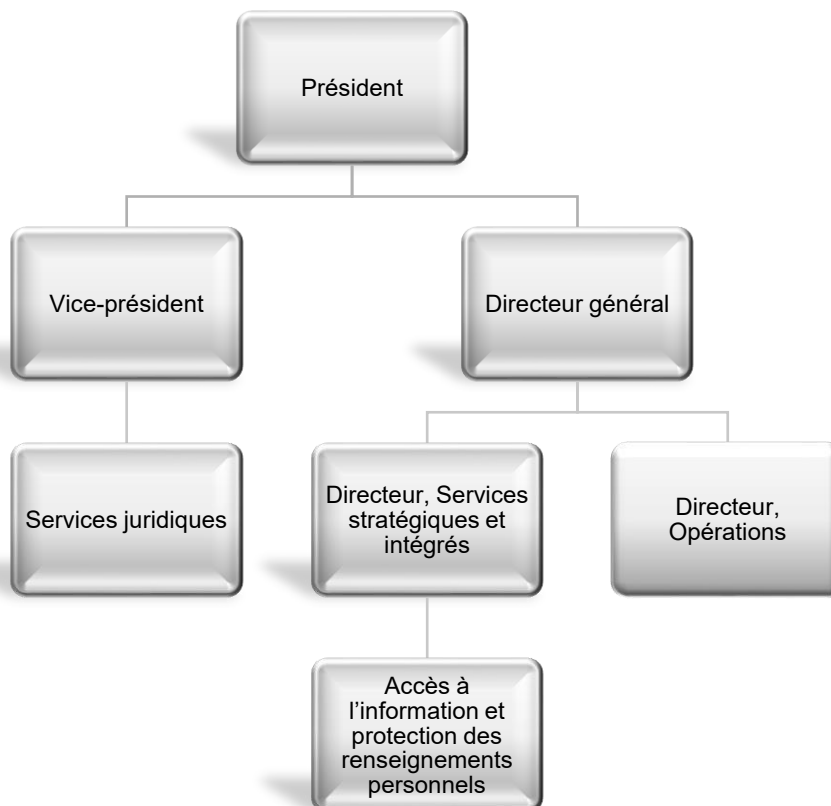 Président
Vice-président
Directeur général
Services juridiques
Directeur, Services
stratégiques et
intégrés
Directeur,
Opérations
Accès à
l’information et
protection des
renseignements
personnels